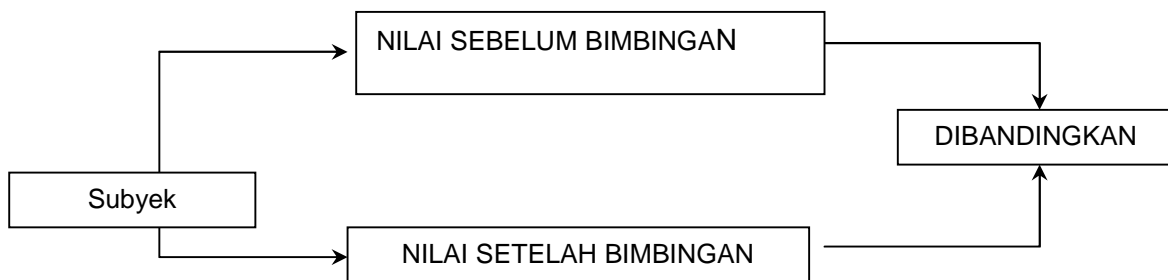 NILAI SEBELUM BIMBINGAN
DIBANDINGKAN
Subyek
NILAI SETELAH BIMBINGAN